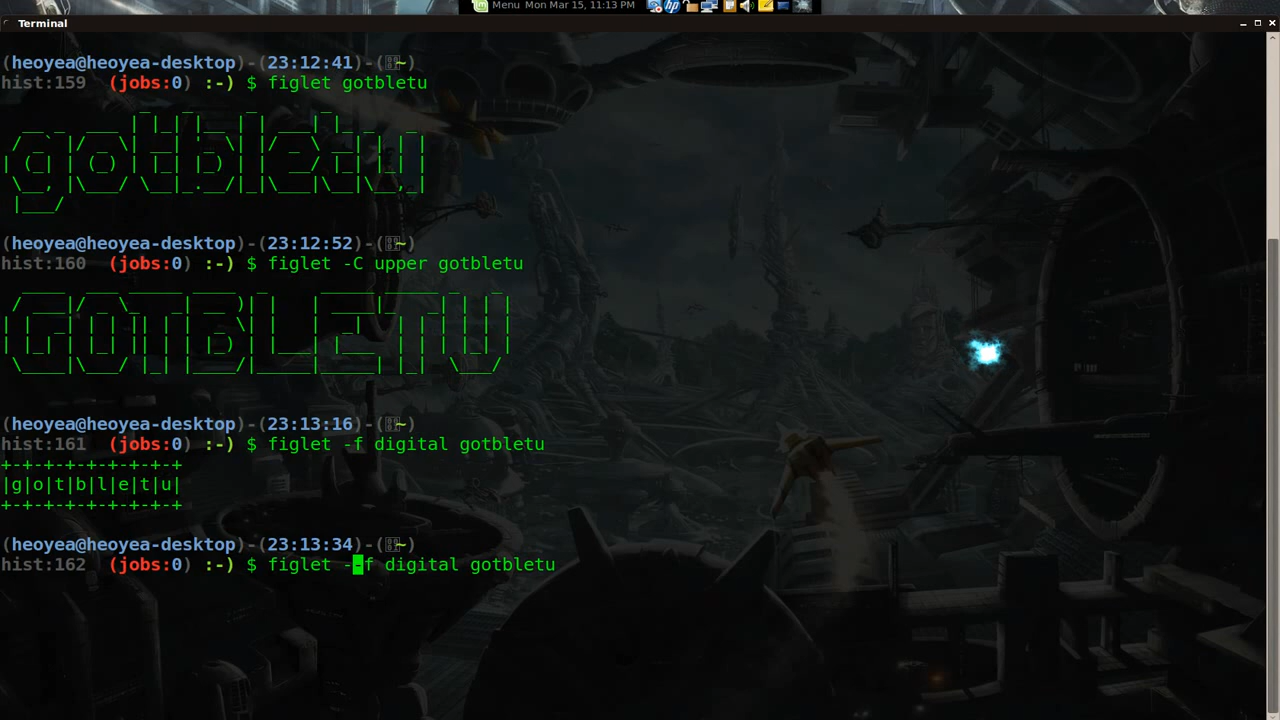 Menu Mon Mar 15, 11:13 PM
Terminal
(heoyea@heoyea-desktop)-(23:12:41)-(~)
hist:159 (jobs:0) :-) $ figlet gotbletu
gotbletu
(heoyea@heoyea-desktop)-(23:12:52)-(~)
hist:160 (jobs:0) :-) $ figlet -C upper gotbletu
GOTBLETU
(heoyea@heoyea-desktop)-(23:13:16)-(~)
hist:161 (jobs:0) :-) $ figlet -f digital gotbletu
+-+-+-+-+-+-+-+-+
|g|o|t|b|l|e|t|u|
+-+-+-+-+-+-+-+-+
(heoyea@heoyea-desktop)-(23:13:34)-(~)
hist:162 (jobs:0) :-) $ figlet --f digital gotbletu